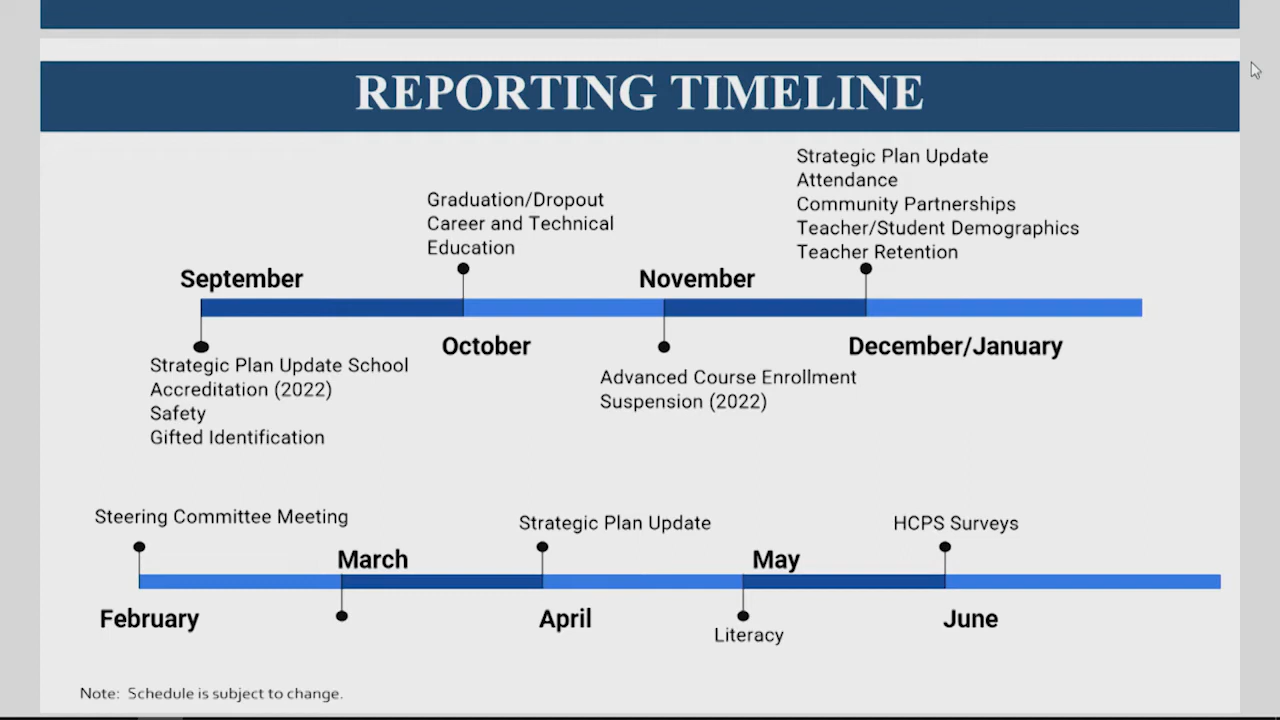 REPORTING TIMELINE
Strategic Plan Update
Attendance
Community Partnerships
Teacher/Student Demographics
Teacher Retention
Graduation/Dropout
Career and Technical
Education
September
November
October
December/January
Strategic Plan Update School
Accreditation (2022)
Safety
Gifted Identification
Advanced Course Enrollment
Suspension (2022)
Steering Committee Meeting
Strategic Plan Update
HCPS Surveys
March
May
February
April
June
Literacy
Note: Schedule is subject to change.